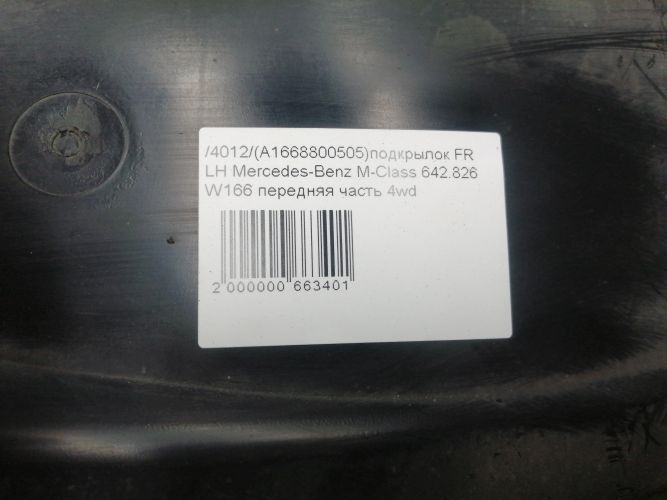 /4012/(A1668800505)подкрылок FR
LH Mercedes-Benz M-Class 642.826
W166 передняя часть 4wd
2 000000 663401